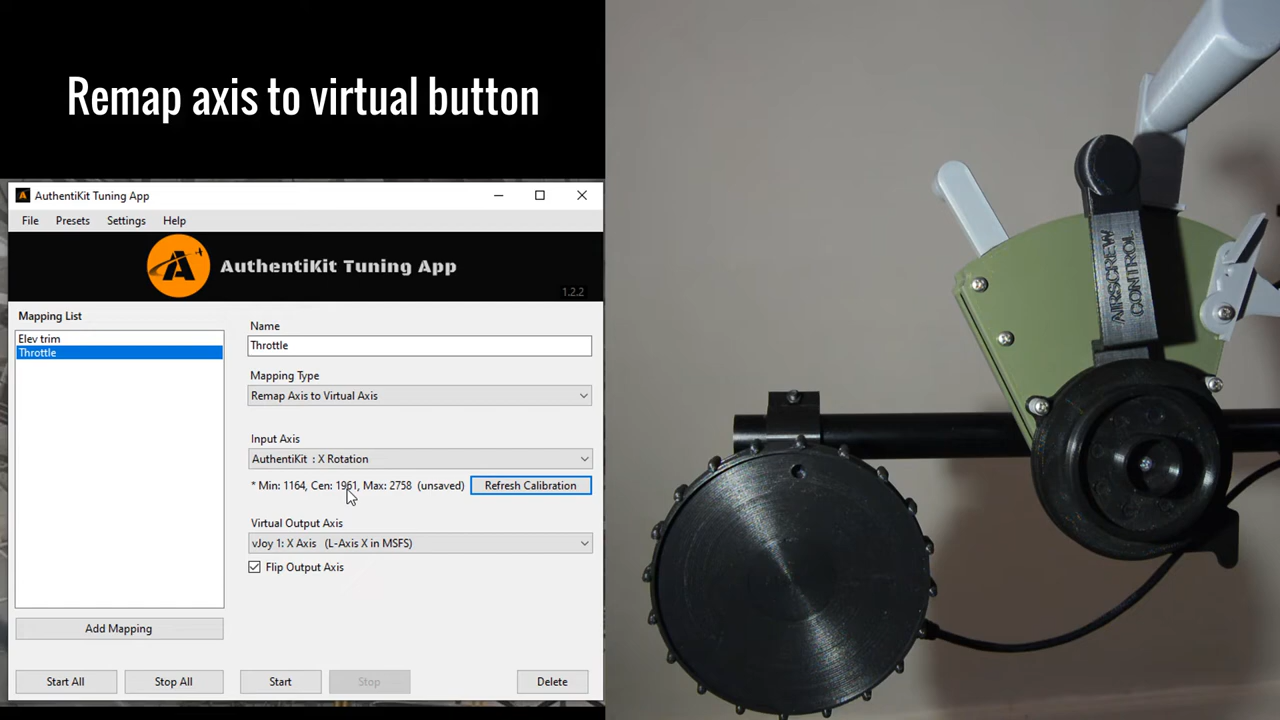 Remap axis to virtual button
AuthentiKit Tuning App
File Presets Settings Help
AuthentiKit Tuning App
1.2.2
Mapping List
Elev trim
Throttle
Name
Throttle
Mapping Type
Remap Axis to Virtual Axis
Input Axis
AuthentiKit : X Rotation
* Min: 1164, Cen: 1961, Max: 2758 (unsaved)
Refresh Calibration
Virtual Output Axis
vJoy 1: X Axis (L-Axis X in MSFS)
Flip Output Axis
Add Mapping
Start All
Stop All
Start
Stop
Delete
AIRSCREW
CONTROL